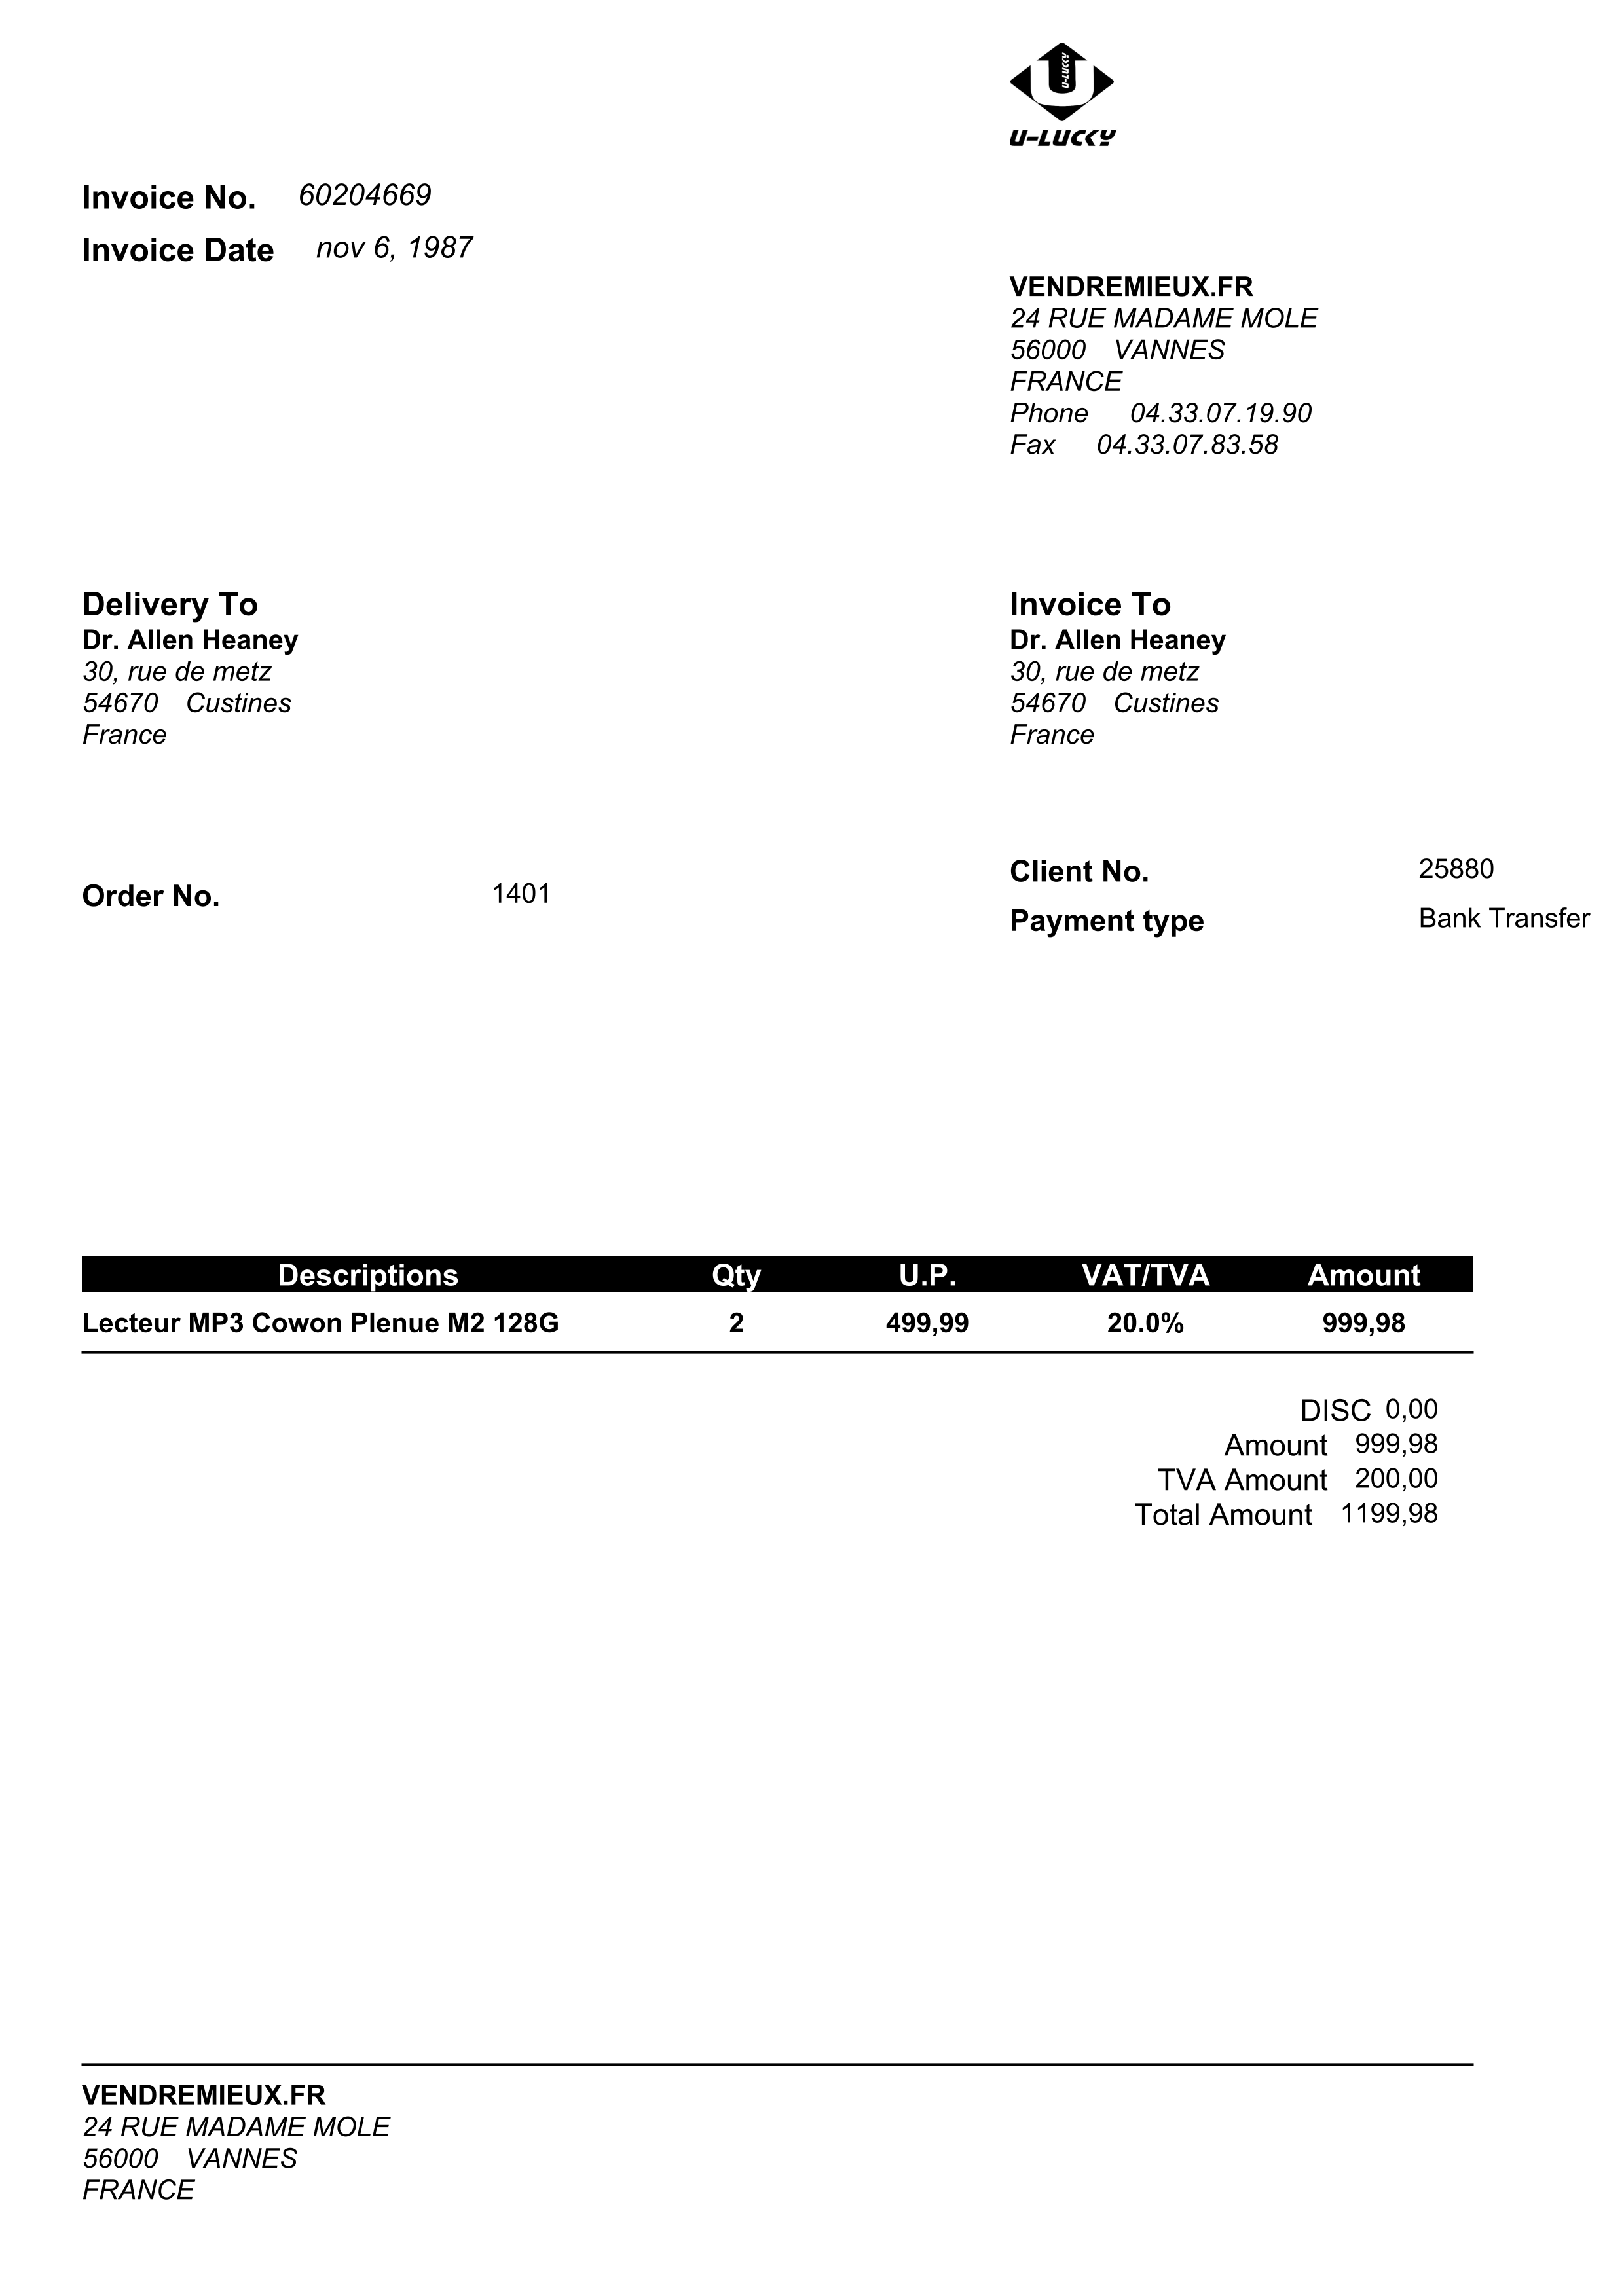 U-LUCKY
U-LUCKY
Invoice No. 60204669
Invoice Date nov 6, 1987
VENDREMIEUX.FR
24 RUE MADAME MOLE
56000 VANNES
FRANCE
Phone 04.33.07.19.90
Fax 04.33.07.83.58
Delivery To
Dr. Allen Heaney
30, rue de metz
54670 Custines
France
Invoice To
Dr. Allen Heaney
30, rue de metz
54670 Custines
France
Order No. 1401
Client No. 25880
Payment type Bank Transfer
Descriptions Qty U.P. VAT/TVA Amount
Lecteur MP3 Cowon Plenue M2 128G 2 499,99 20.0% 999,98
DISC 0,00
Amount 999,98
TVA Amount 200,00
Total Amount 1199,98
VENDREMIEUX.FR
24 RUE MADAME MOLE
56000 VANNES
FRANCE